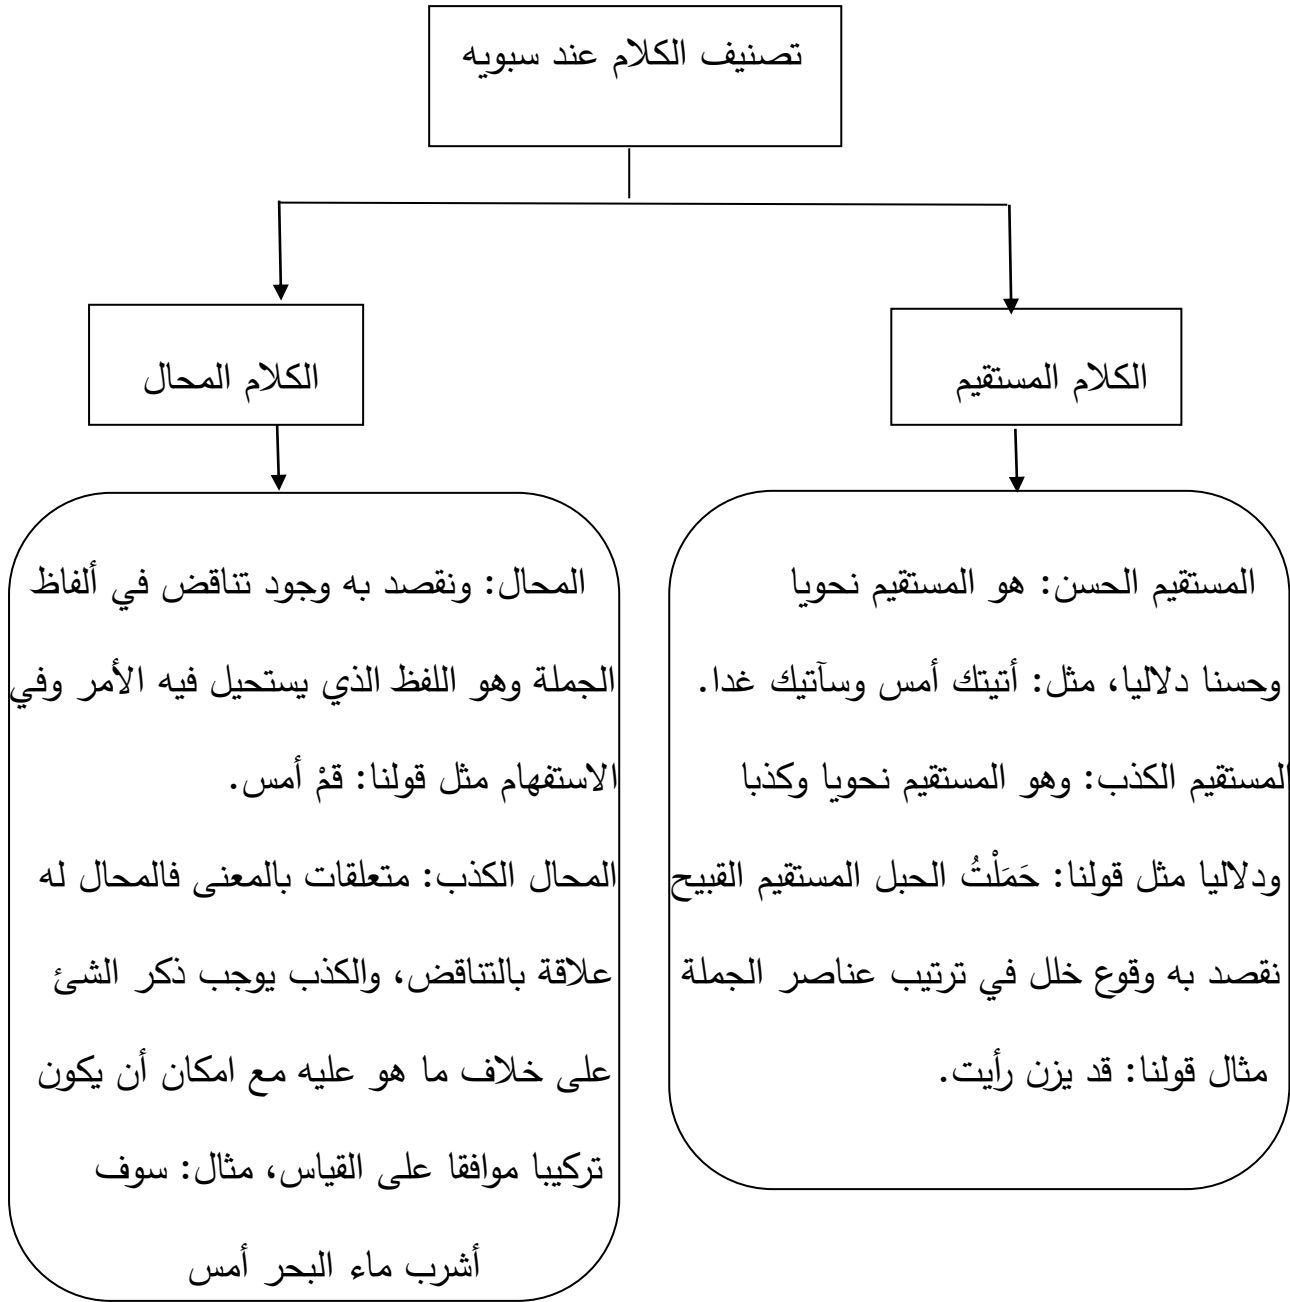 تصنيف الكلام عند سبويه
الكلام المستقيم
الكلام المحال
المستقيم الحسن: هو المستقيم نحويا
وحسنا دلاليا، مثل: أتيتك أمس وسآتيك غدا.
المستقيم الكذب: وهو المستقيم نحويا وكذبا
ودلاليا مثل قولنا: حَمَلْتُ الحبل المستقيم القبيح
نقصد به وقوع خلل في ترتيب عناصر الجملة
مثال قولنا: قد يزن رأيت.
المحال: ونقصد به وجود تناقض في ألفاظ
الجملة وهو اللفظ الذي يستحيل فيه الأمر وفي
الاستفهام مثل قولنا: قمْ أمس.
المحال الكذب: متعلقات بالمعنى فالمحال له
علاقة بالتناقض، والكذب يوجب ذكر الشئ
على خلاف ما هو عليه مع امكان أن يكون
تركيبا موافقا على القياس، مثال: سوف
أشرب ماء البحر أمس